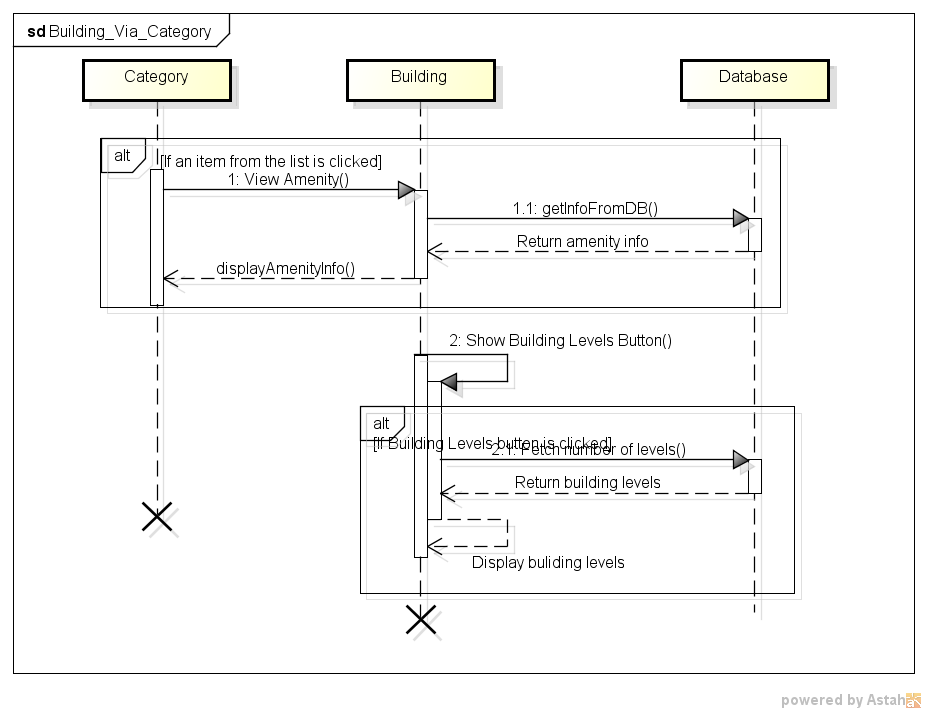 sd Building_Via_Category
Category
Building
Database
alt
[If an item from the list is clicked]
1: View Amenity()
1.1: getInfoFromDB()
Return amenity info
displayAmenityInfo()
2: Show Building Levels Button()
alt
[If Building Levels button is clicked]
2.1: Fetch number of levels()
Return building levels
Display buliding levels
powered by Astah